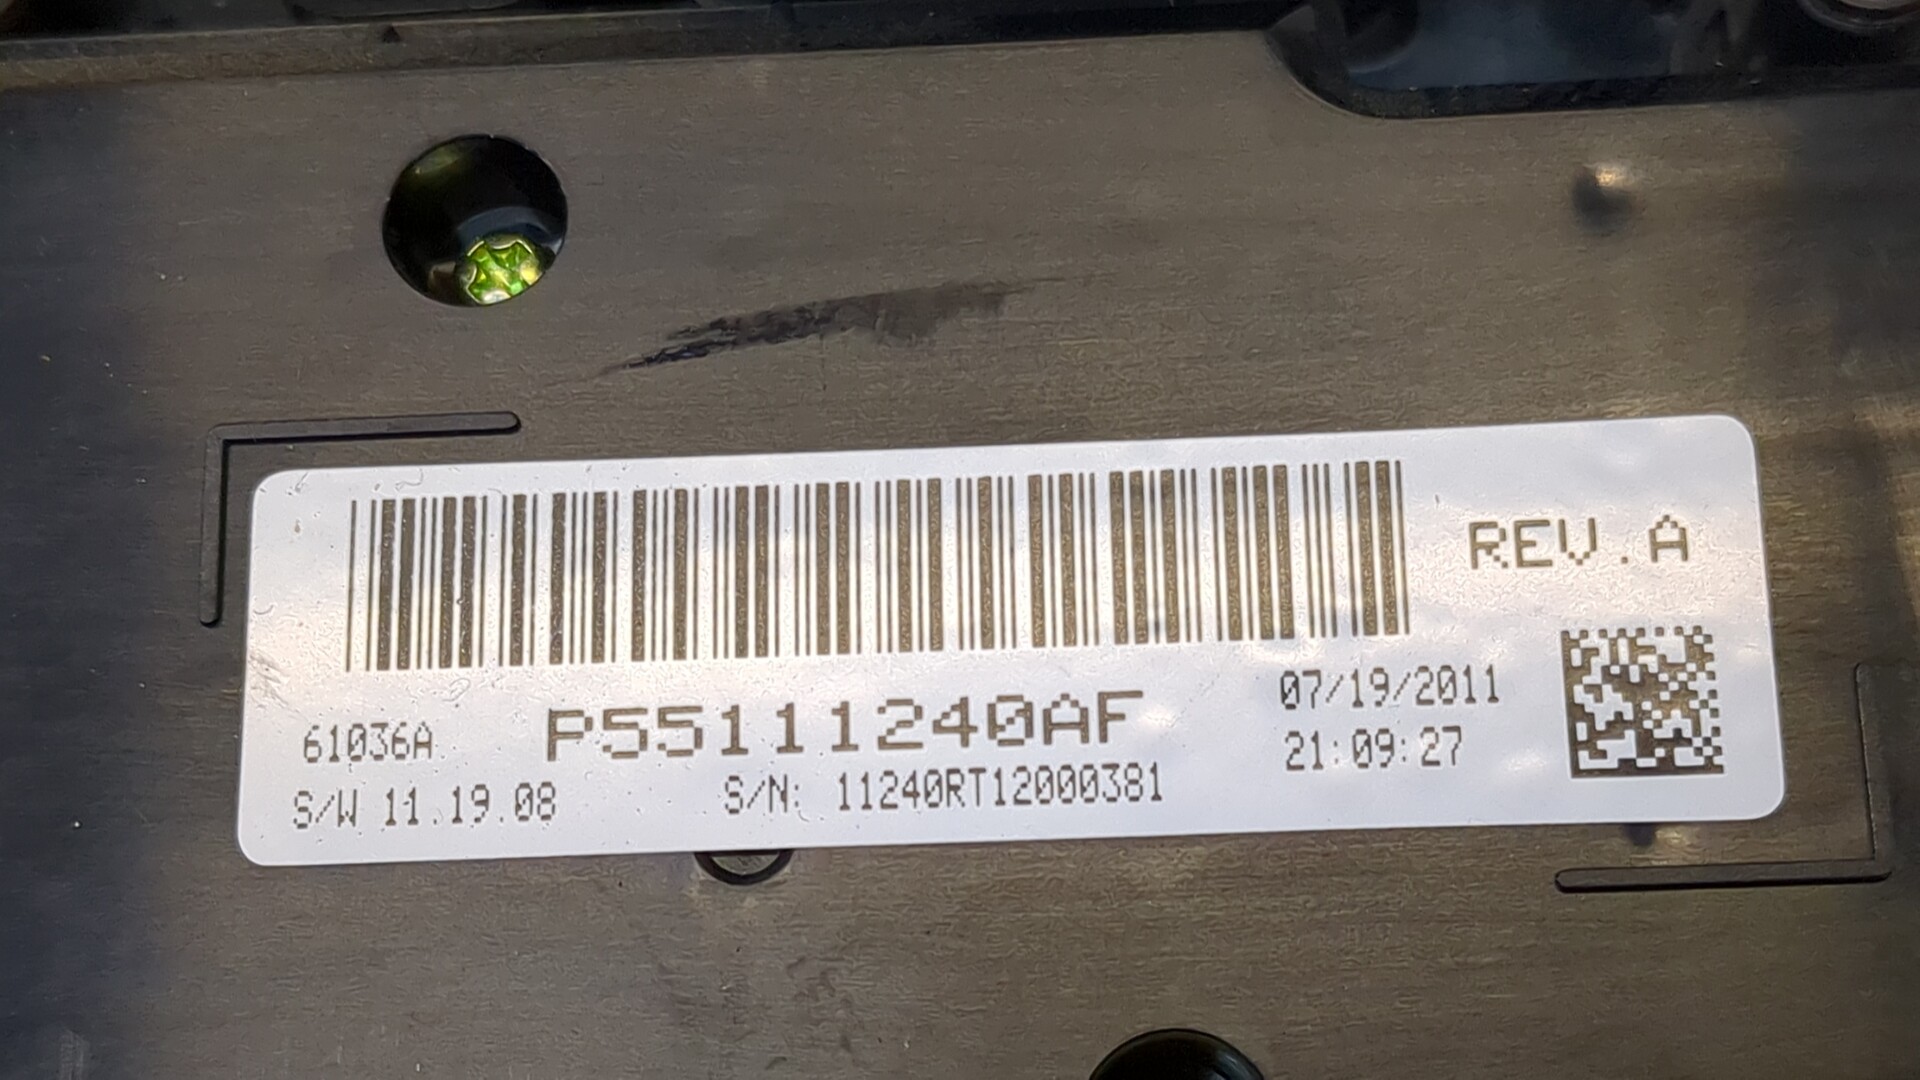 REV.A
61036A
P55111240AF
07/19/2011
21:09:27
S/W 11.19.08
S/N: 11240RT12000381